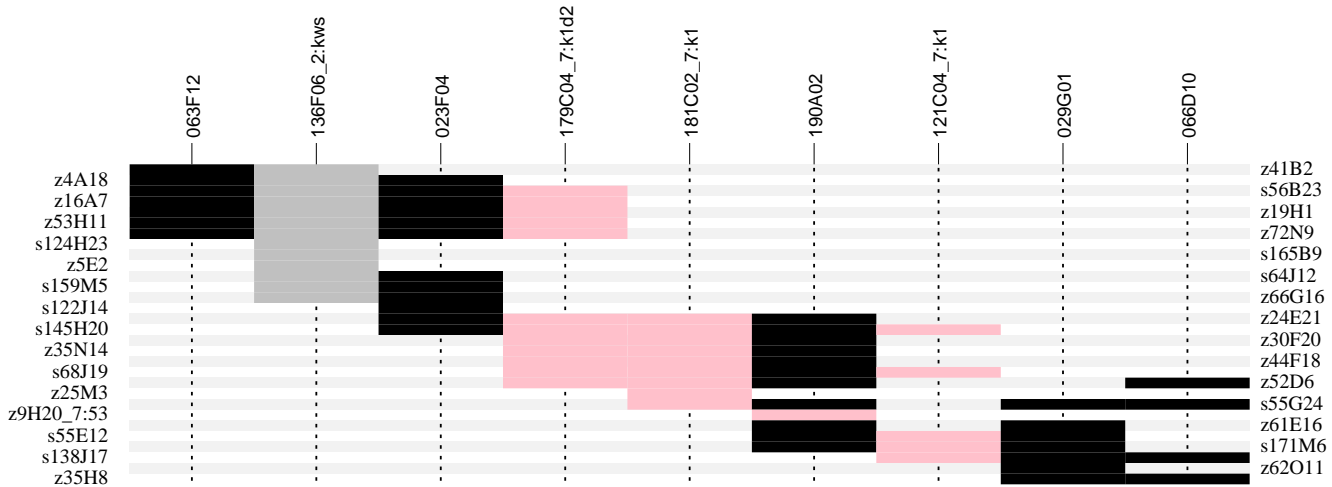 063F12
136F06_2:kws
023F04
179C04_7:k1d2
181C02_7:k1
190A02
121C04_7:k1
029G01
066D10
z41B2
z4A18
s56B23
z16A7
z19H1
z53H11
z72N9
s124H23
s165B9
z5E2
s64J12
s159M5
z66G16
s122J14
z24E21
s145H20
z30F20
z35N14
z44F18
s68J19
z52D6
z25M3
s55G24
z9H20_7:53
z61E16
s55E12
s171M6
s138J17
z62O11
z35H8